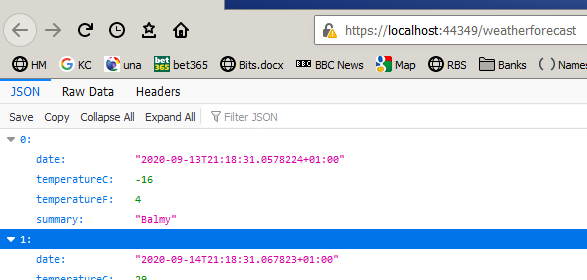 https://localhost:44349/weatherforecast
HM KC una bet365 bet365 Bits.docx BBC BBC News Map RBS Banks Names
JSON Raw Data Headers
Save Copy Collapse All Expand All Filter JSON
0:
date: "2020-09-13T21:18:31.0578224+01:00"
temperatureC: -16
temperatureF: 4
summary: "Balmy"
1:
date: "2020-09-14T21:18:31.067823+01:00"
temperatureC: 29